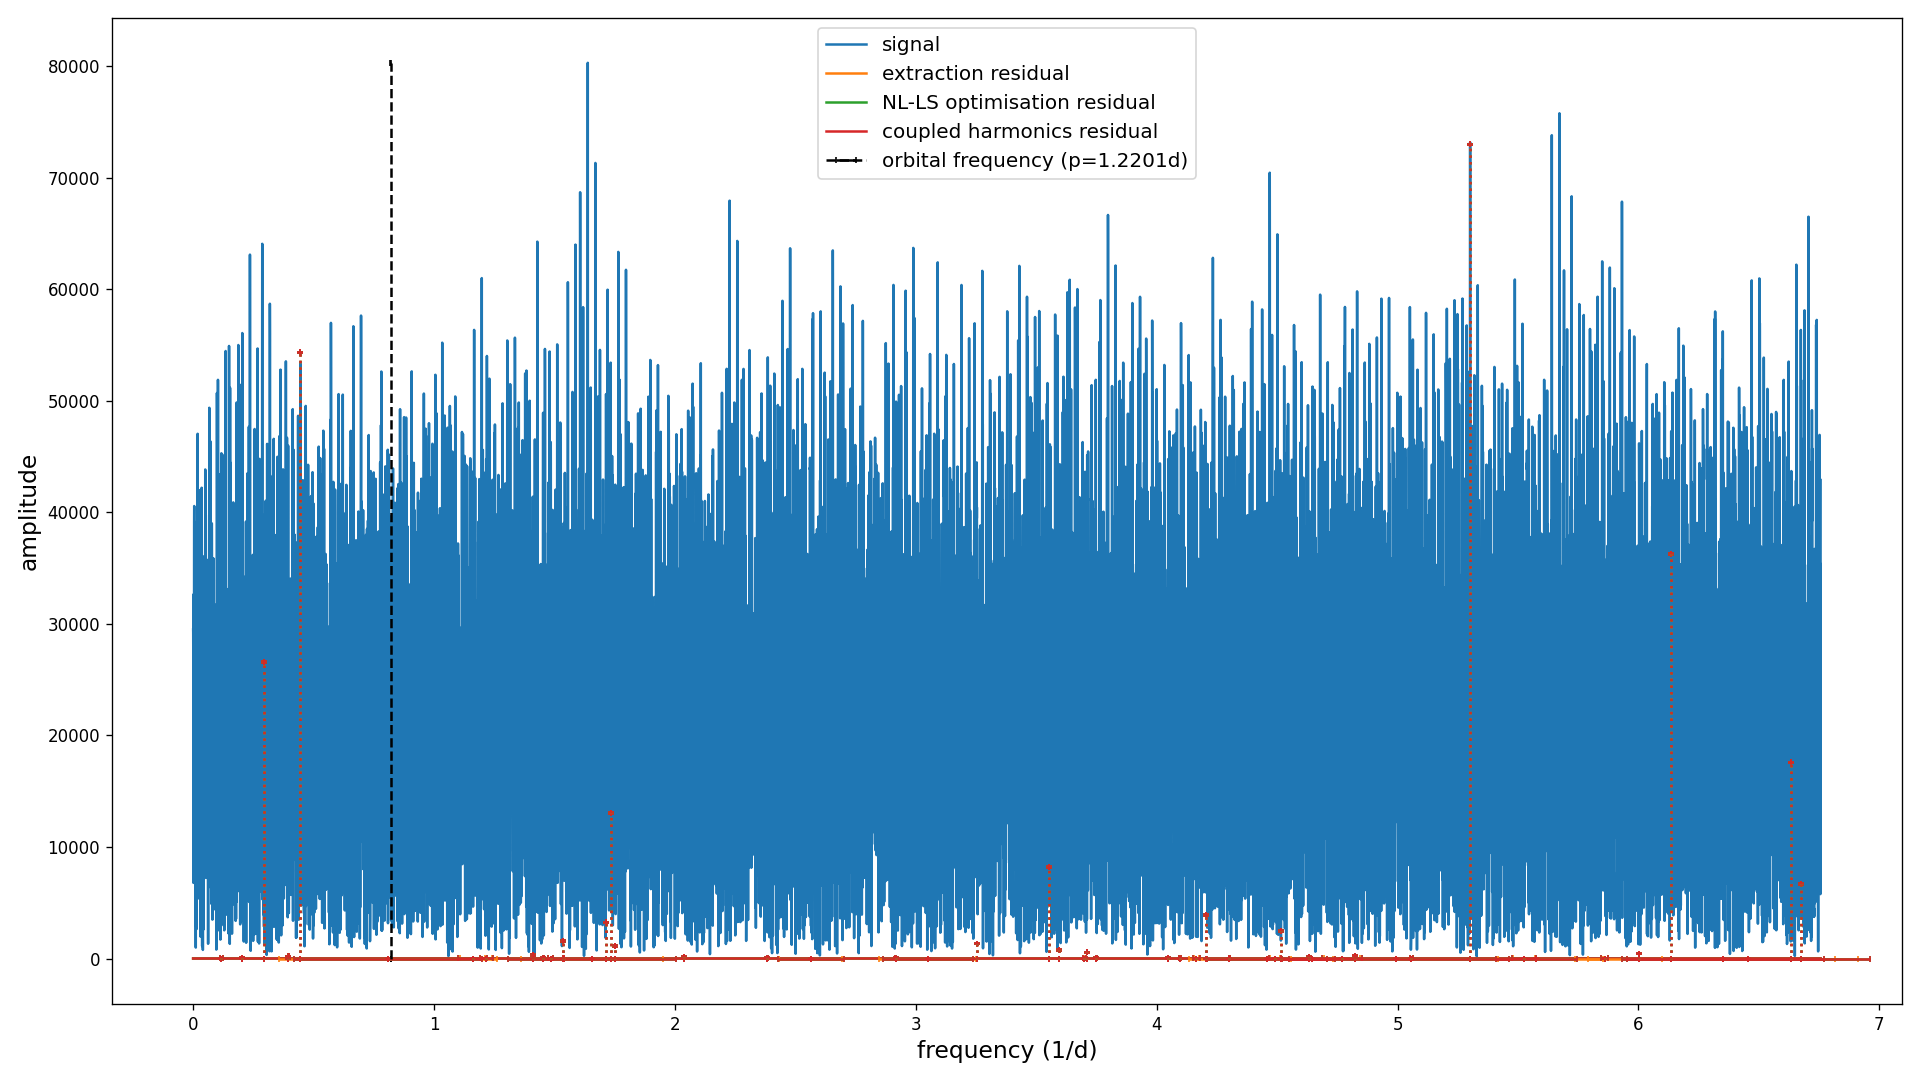 signal
extraction residual
NL-LS optimisation residual
coupled harmonics residual
orbital frequency (p=1.2201d)
amplitude
80000
70000
60000
50000
40000
30000
20000
10000
0
0 1 2 3 4 5 6 7
frequency (1/d)